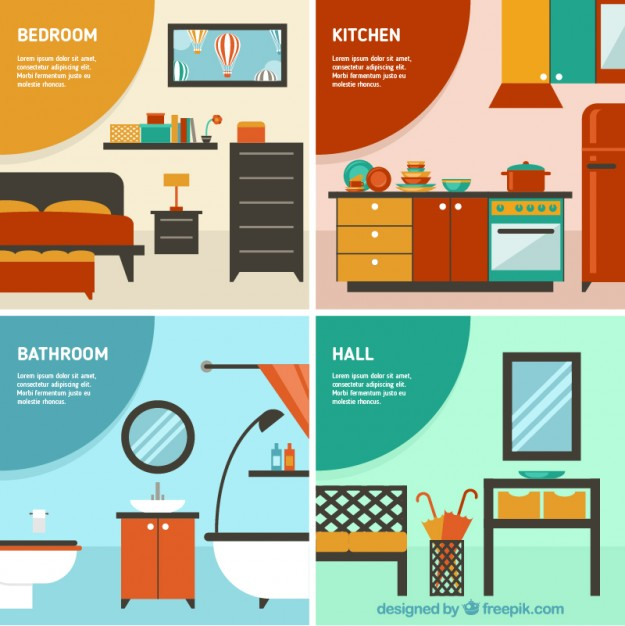 BEDROOM
Lorem ipsum dolor sit amet,
consectetur adipiscing elit.
Morbi fermentum justo eu
molestie rhoncus.
KITCHEN
Lorem ipsum dolor sit amet,
consectetur adipiscing elit.
Morbi fermentum justo eu
molestie rhoncus.
BATHROOM
Lorem ipsum dolor sit amet,
consectetur adipiscing elit.
Morbi fermentum justo eu
molestie rhoncus.
HALL
Lorem ipsum dolor sit amet,
consectetur adipiscing elit.
Morbi fermentum justo eu
molestie rhoncus.
designed by freepik.com